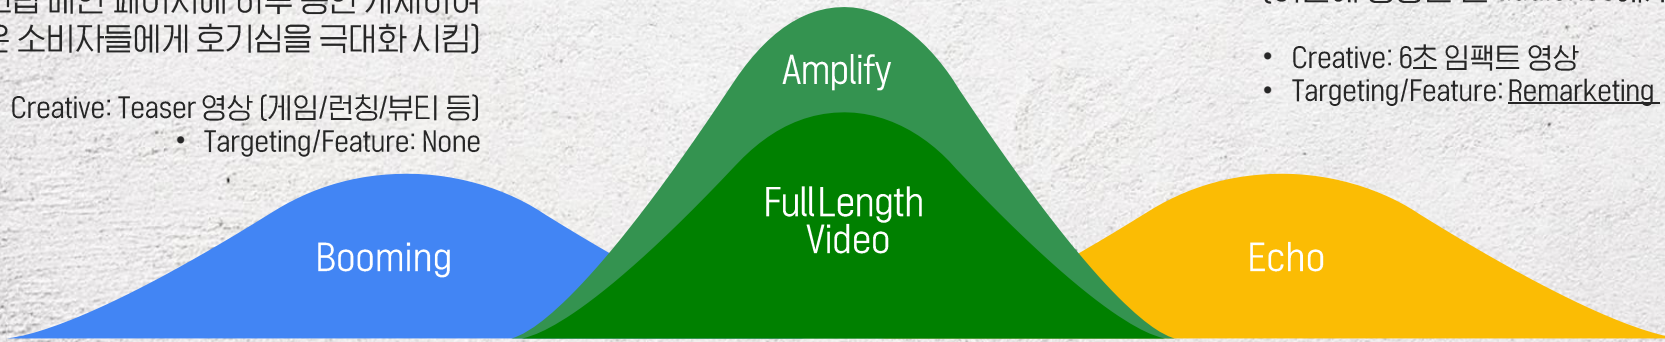 소비자들에게 호기심을 극대화 시킴)
Creative: Teaser 영상 (게임/런칭/뷰티 등)
• Targeting/Feature: None
Amplify
Full Length
Video
Booming
Echo
• Creative: 6초 임팩트 영상
• Targeting/Feature: Remarketing